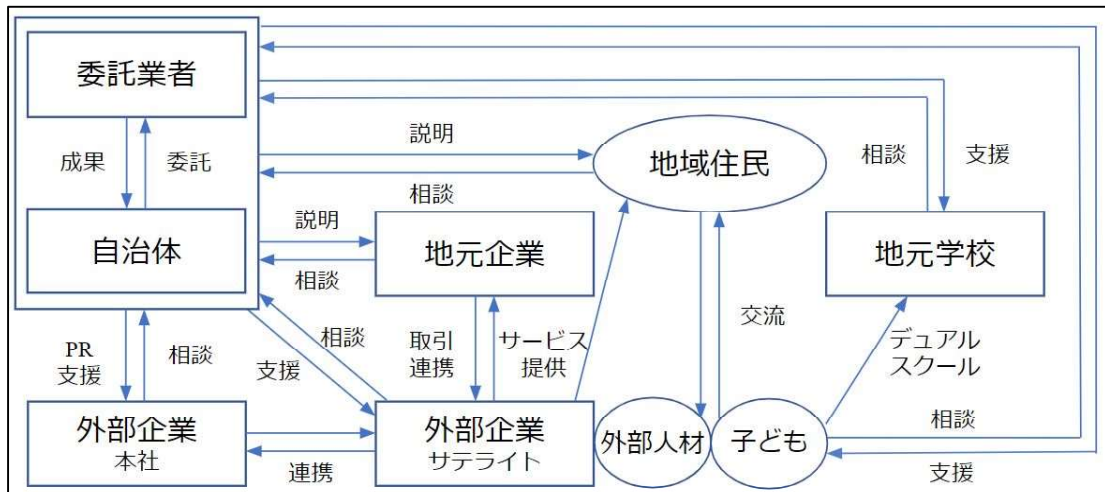 委託業者
成果
委託
自治体
説明
相談
地域住民
相談
支援
説明
相談
地元企業
地元学校
PR
支援
相談
支援
相談
取引
連携
サービス
提供
交流
デュアル
スクール
外部企業
本社
連携
外部企業
サテライト
外部人材
子ども
相談
支援